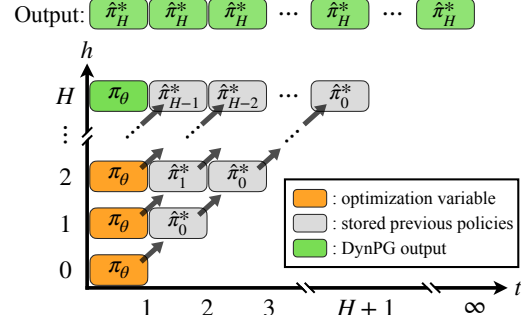 Output: π̂*_H π̂*_H π̂*_H ⋯ π̂*_H ⋯ π̂*_H
h
H π_θ π̂*_{H−1} π̂*_{H−2} ⋯ π̂*_0
⋮ ⋯ ⋯ ⋯
2 π_θ π̂*_1 π̂*_0
1 π_θ π̂*_0
0 π_θ
: optimization variable
: stored previous policies
: DynPG output
1 2 3 H + 1 ∞ t